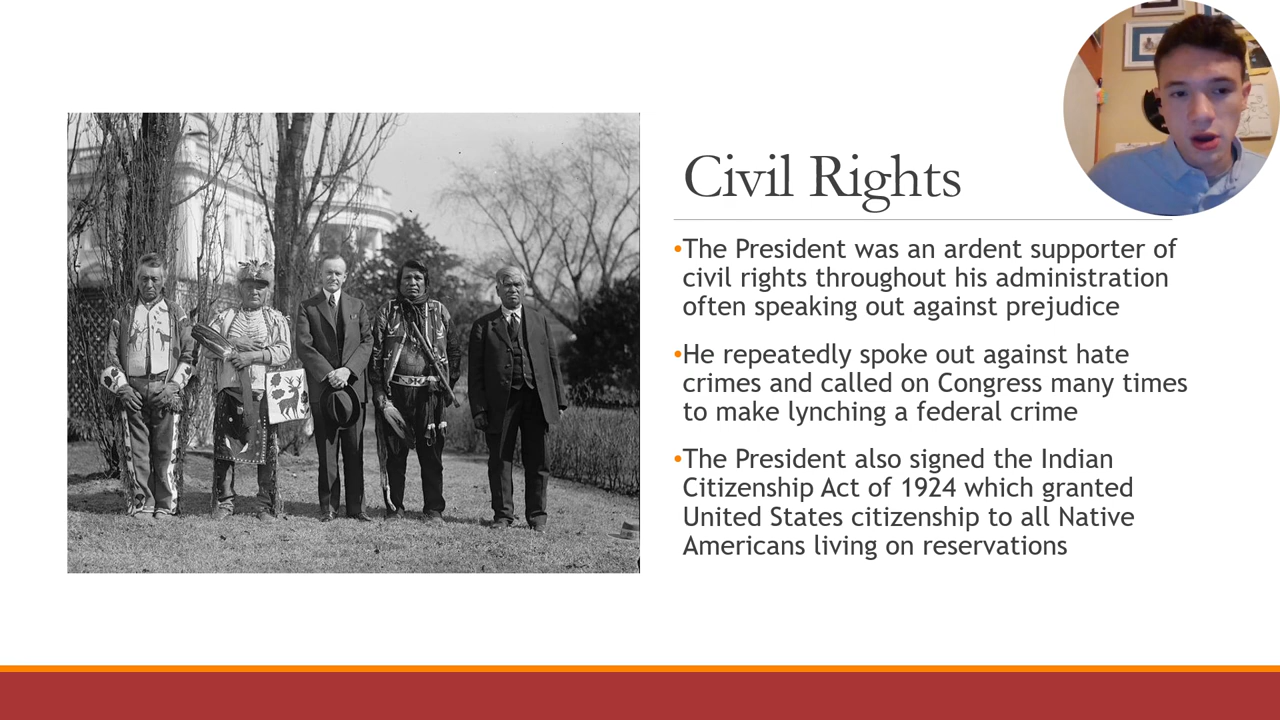 Civil Rights
•The President was an ardent supporter of
civil rights throughout his administration
often speaking out against prejudice
•He repeatedly spoke out against hate
crimes and called on Congress many times
to make lynching a federal crime
•The President also signed the Indian
Citizenship Act of 1924 which granted
United States citizenship to all Native
Americans living on reservations